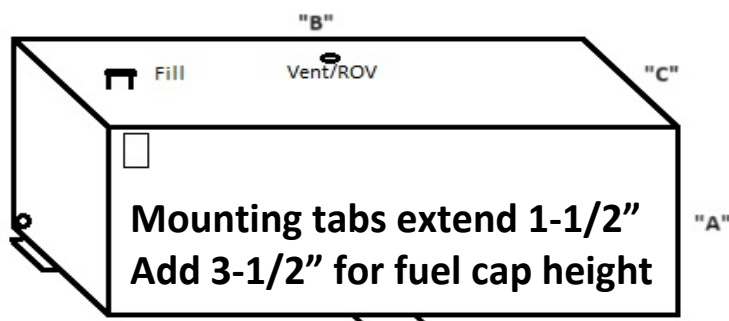 "B"
Fill
Vent/ROV
"C"
Mounting tabs extend 1-1/2”
"A"
Add 3-1/2” for fuel cap height